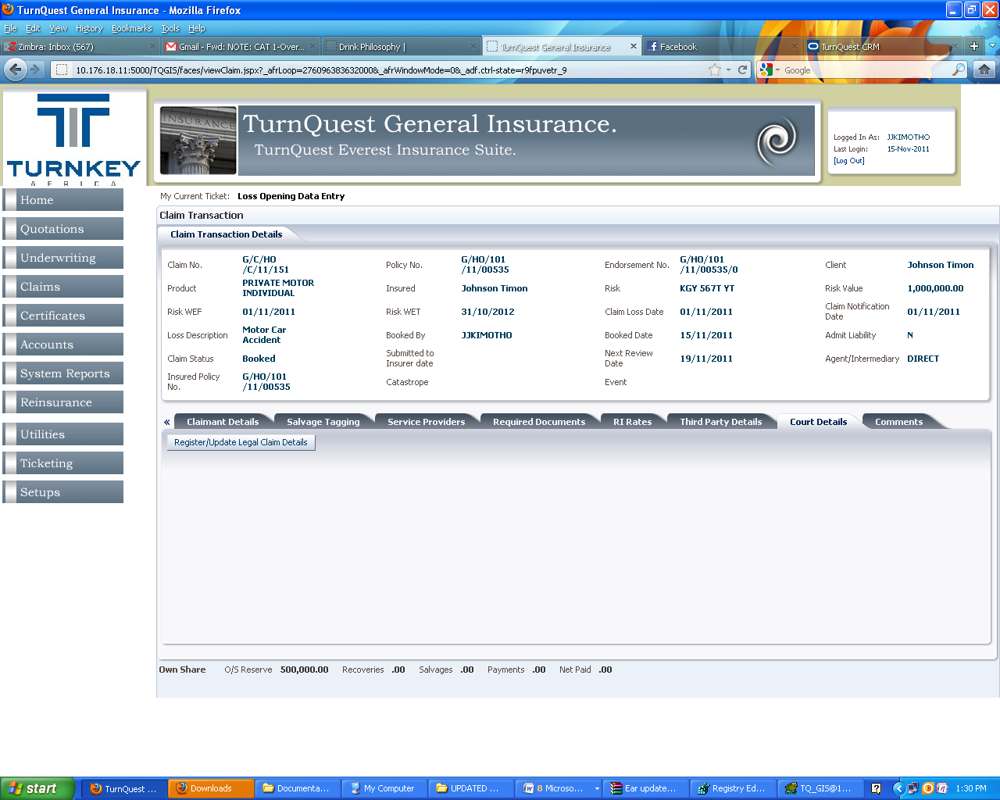 TurnQuest General Insurance - Mozilla Firefox
File Edit View History Bookmarks Tools Help
Zimbra: Inbox (567)
Gmail - Fwd: NOTE: CAT 1-Over...
Drink Philosophy |
TurnQuest General Insurance
Facebook
TurnQuest CRM
10.176.18.11:5000/TQGIS/faces/viewClaim.jspx?_afrLoop=276096383632000&_afrWindowMode=0&_adf.ctrl-state=r9fpuvetr_9
Google
TURNKEY
AFRICA
INSURANCE
TurnQuest General Insurance.
TurnQuest Everest Insurance Suite.
Logged In As: JJKIMOTHO
Last Login: 15-Nov-2011
[Log Out]
Home
Quotations
Underwriting
Claims
Certificates
Accounts
System Reports
Reinsurance
Utilities
Ticketing
Setups
My Current Ticket: Loss Opening Data Entry
Claim Transaction
Claim Transaction Details
Claim No. G/C/HO
/C/11/151
Policy No. G/HO/101
/11/00535
Endorsement No. G/HO/101
/11/00535/0
Client Johnson Timon
Product PRIVATE MOTOR
INDIVIDUAL
Insured Johnson Timon
Risk KGY 567T YT
Risk Value 1,000,000.00
Risk WEF 01/11/2011
Risk WET 31/10/2012
Claim Loss Date 01/11/2011
Claim Notification
Date 01/11/2011
Loss Description Motor Car
Accident
Booked By JJKIMOTHO
Booked Date 15/11/2011
Admit Liability N
Claim Status Booked
Submitted to
Insurer date
Next Review
Date 19/11/2011
Agent/Intermediary DIRECT
Insured Policy
No. G/HO/101
/11/00535
Catastrope
Event
« Claimant Details Salvage Tagging Service Providers Required Documents RI Rates Third Party Details Court Details Comments
Register/Update Legal Claim Details
Own Share O/S Reserve 500,000.00 Recoveries .00 Salvages .00 Payments .00 Net Paid .00
start
TurnQuest ...
Downloads
Documenta...
My Computer
UPDATED ...
8 Microso...
Ear update...
Registry Ed...
TQ_GIS@1...
1:30 PM